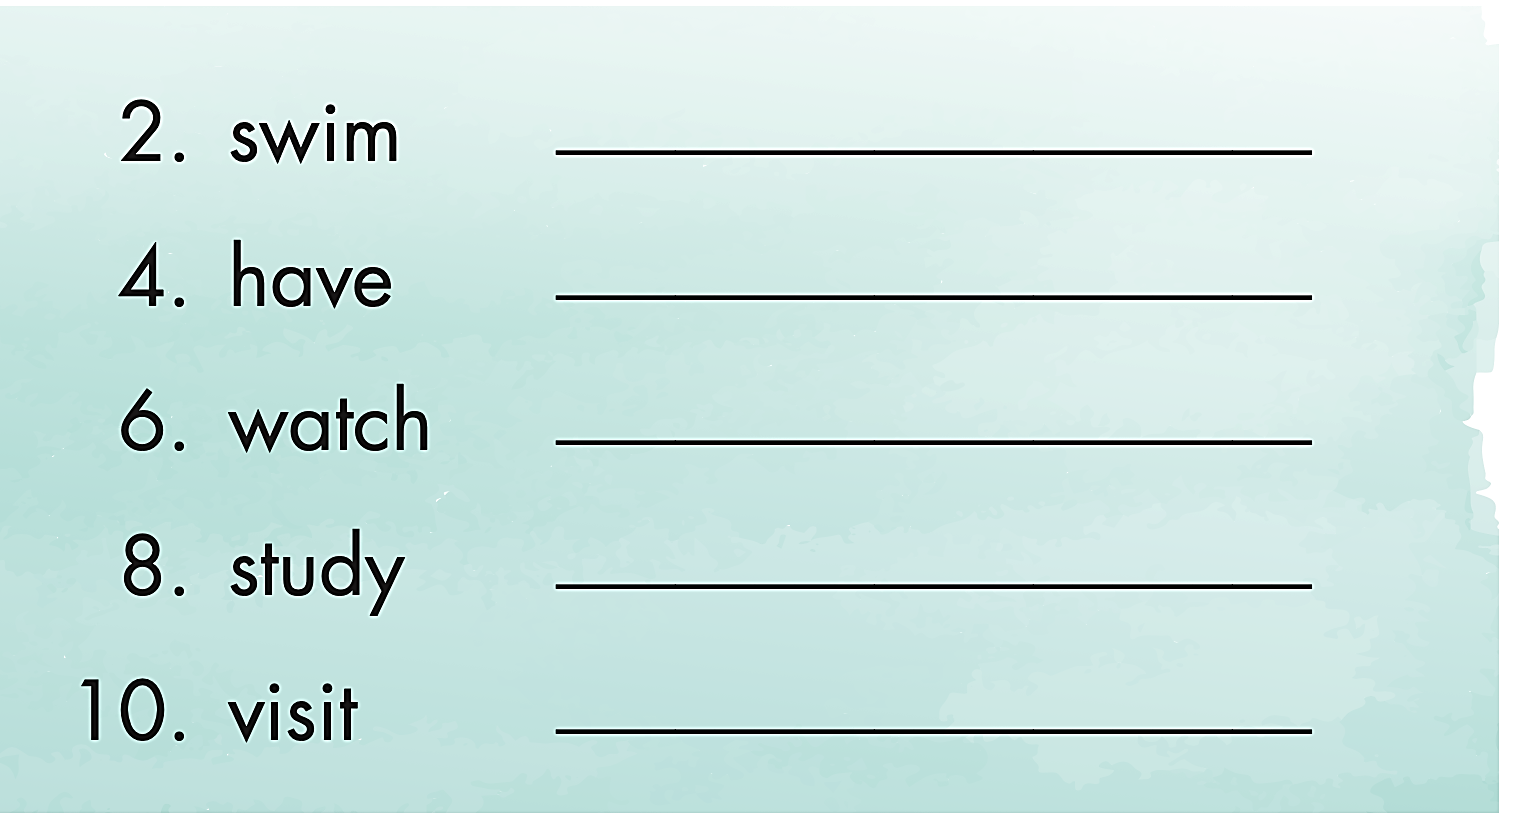 2. swim
4. have
6. watch
8. study
10. visit